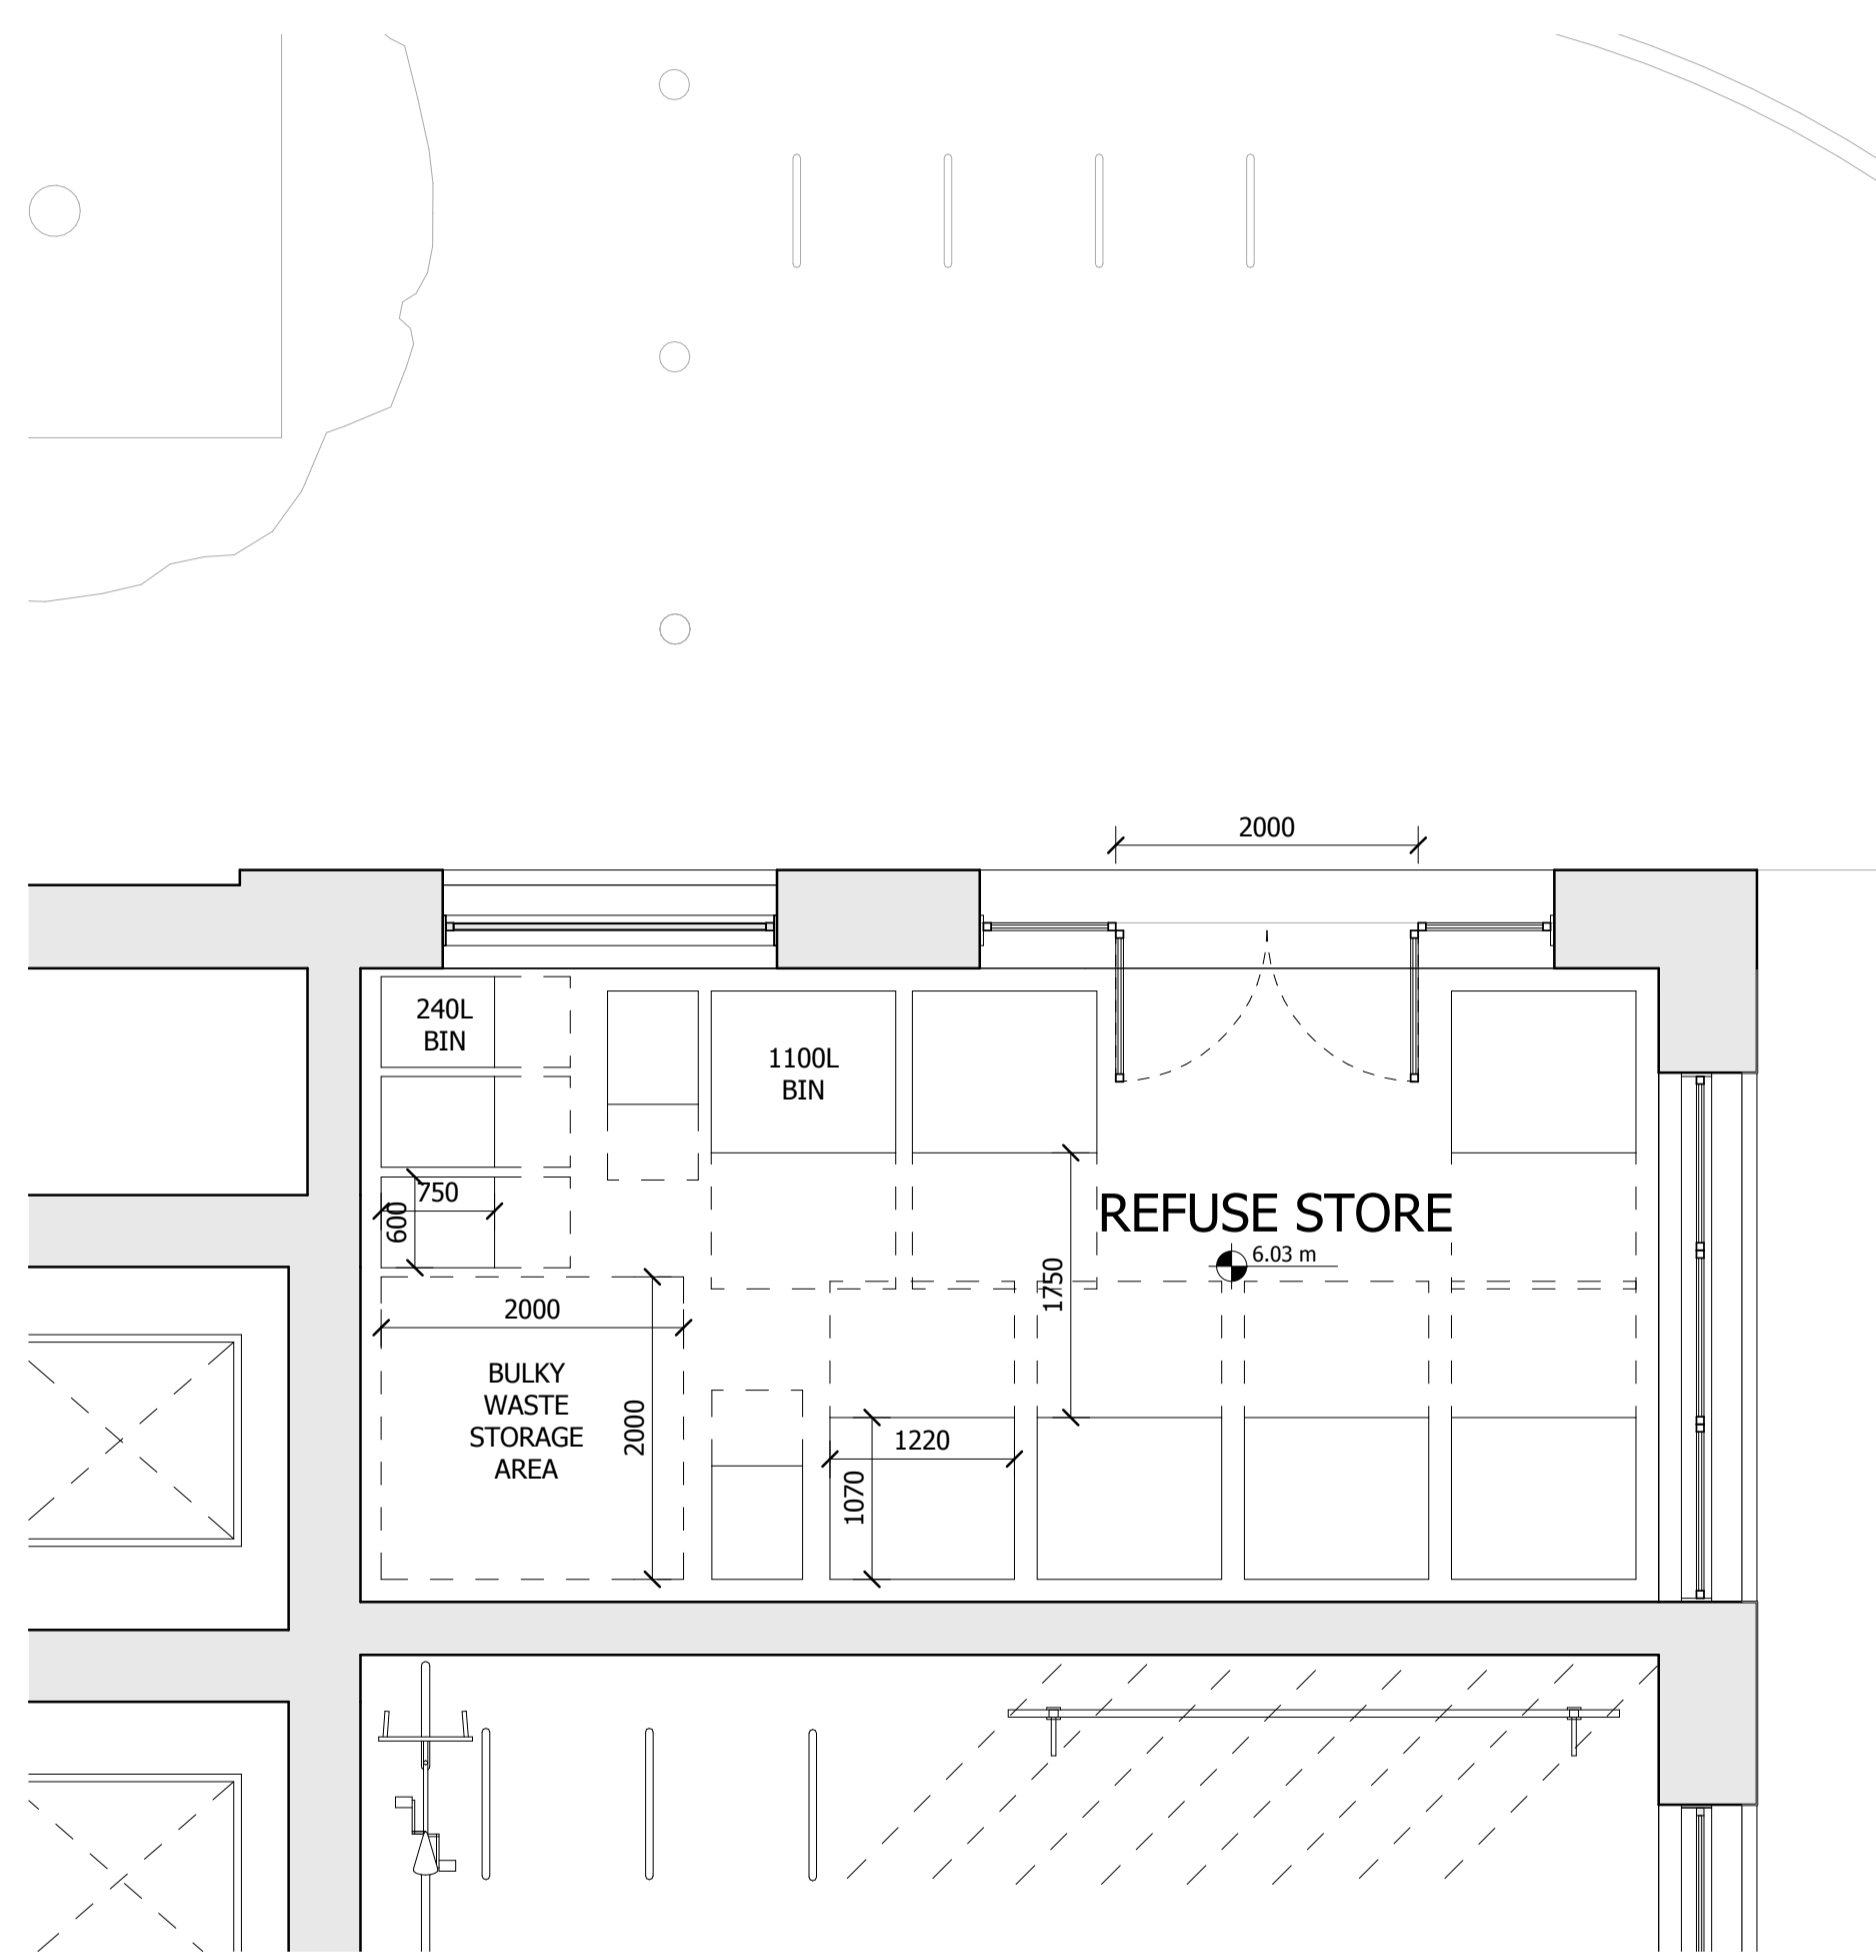 2000
240L
BIN
1100L
BIN
750
600
REFUSE STORE
6.03 m
1750
2000
BULKY
WASTE
STORAGE
AREA
2000
1220
1070